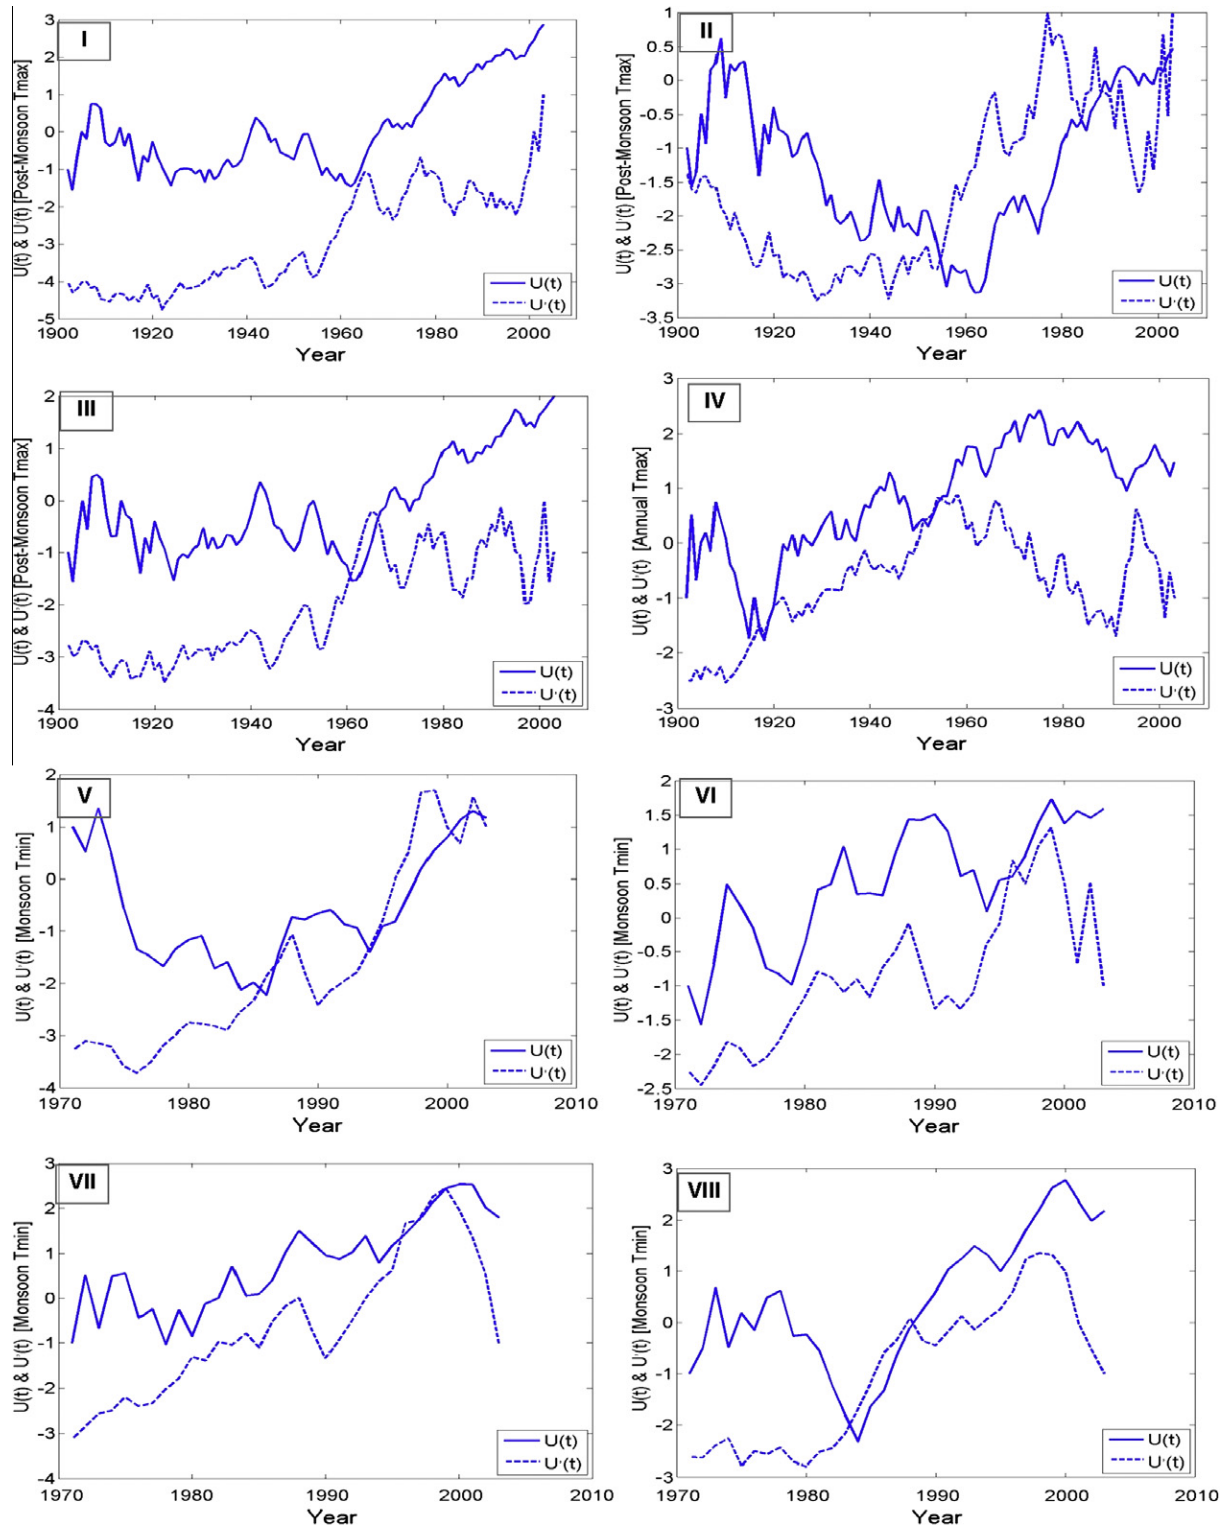 I
U(t) & U'(t) [Post-Monsoon Tmax]
3
2
1
0
-1
-2
-3
-4
-5
1900 1920 1940 1960 1980 2000
Year
U(t)
U'(t)
II
U(t) & U'(t) [Post-Monsoon Tmax]
1
0.5
0
-0.5
-1
-1.5
-2
-2.5
-3
-3.5
1900 1920 1940 1960 1980 2000
Year
U(t)
U'(t)
III
U(t) & U'(t) [Post-Monsoon Tmax]
2
1
0
-1
-2
-3
-4
1900 1920 1940 1960 1980 2000
Year
U(t)
U'(t)
IV
U(t) & U'(t) [Annual Tmax]
3
2
1
0
-1
-2
-3
1900 1920 1940 1960 1980 2000
Year
U(t)
U'(t)
V
U(t) & U'(t) [Monsoon Tmin]
2
1
0
-1
-2
-3
-4
1970 1980 1990 2000 2010
Year
U(t)
U'(t)
VI
U(t) & U'(t) [Monsoon Tmin]
2
1.5
1
0.5
0
-0.5
-1
-1.5
-2
-2.5
1970 1980 1990 2000 2010
Year
U(t)
U'(t)
VII
U(t) & U'(t) [Monsoon Tmin]
3
2
1
0
-1
-2
-3
-4
1970 1980 1990 2000 2010
Year
U(t)
U'(t)
VIII
U(t) & U'(t) [Monsoon Tmin]
3
2
1
0
-1
-2
-3
1970 1980 1990 2000 2010
Year
U(t)
U'(t)